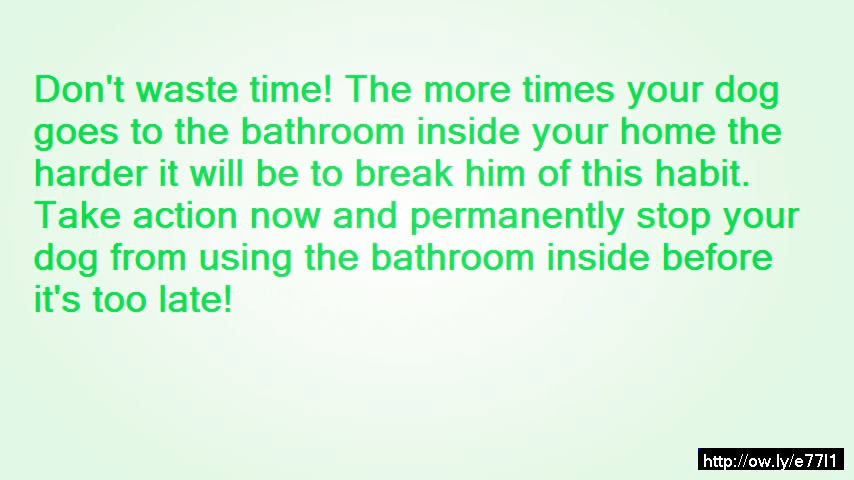 Don't waste time! The more times your dog
goes to the bathroom inside your home the
harder it will be to break him of this habit.
Take action now and permanently stop your
dog from using the bathroom inside before
it's too late!
http://ow.ly/e77l1